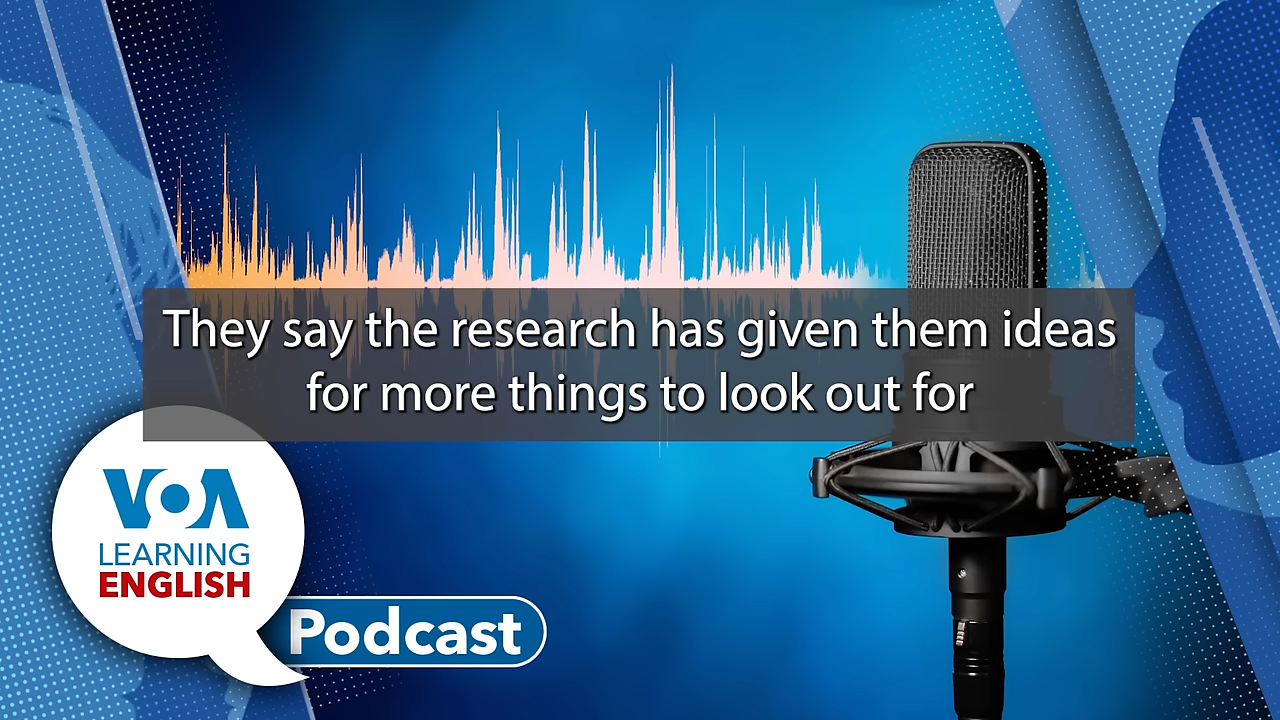 They say the research has given them ideas
for more things to look out for
VOA
LEARNING
ENGLISH
Podcast